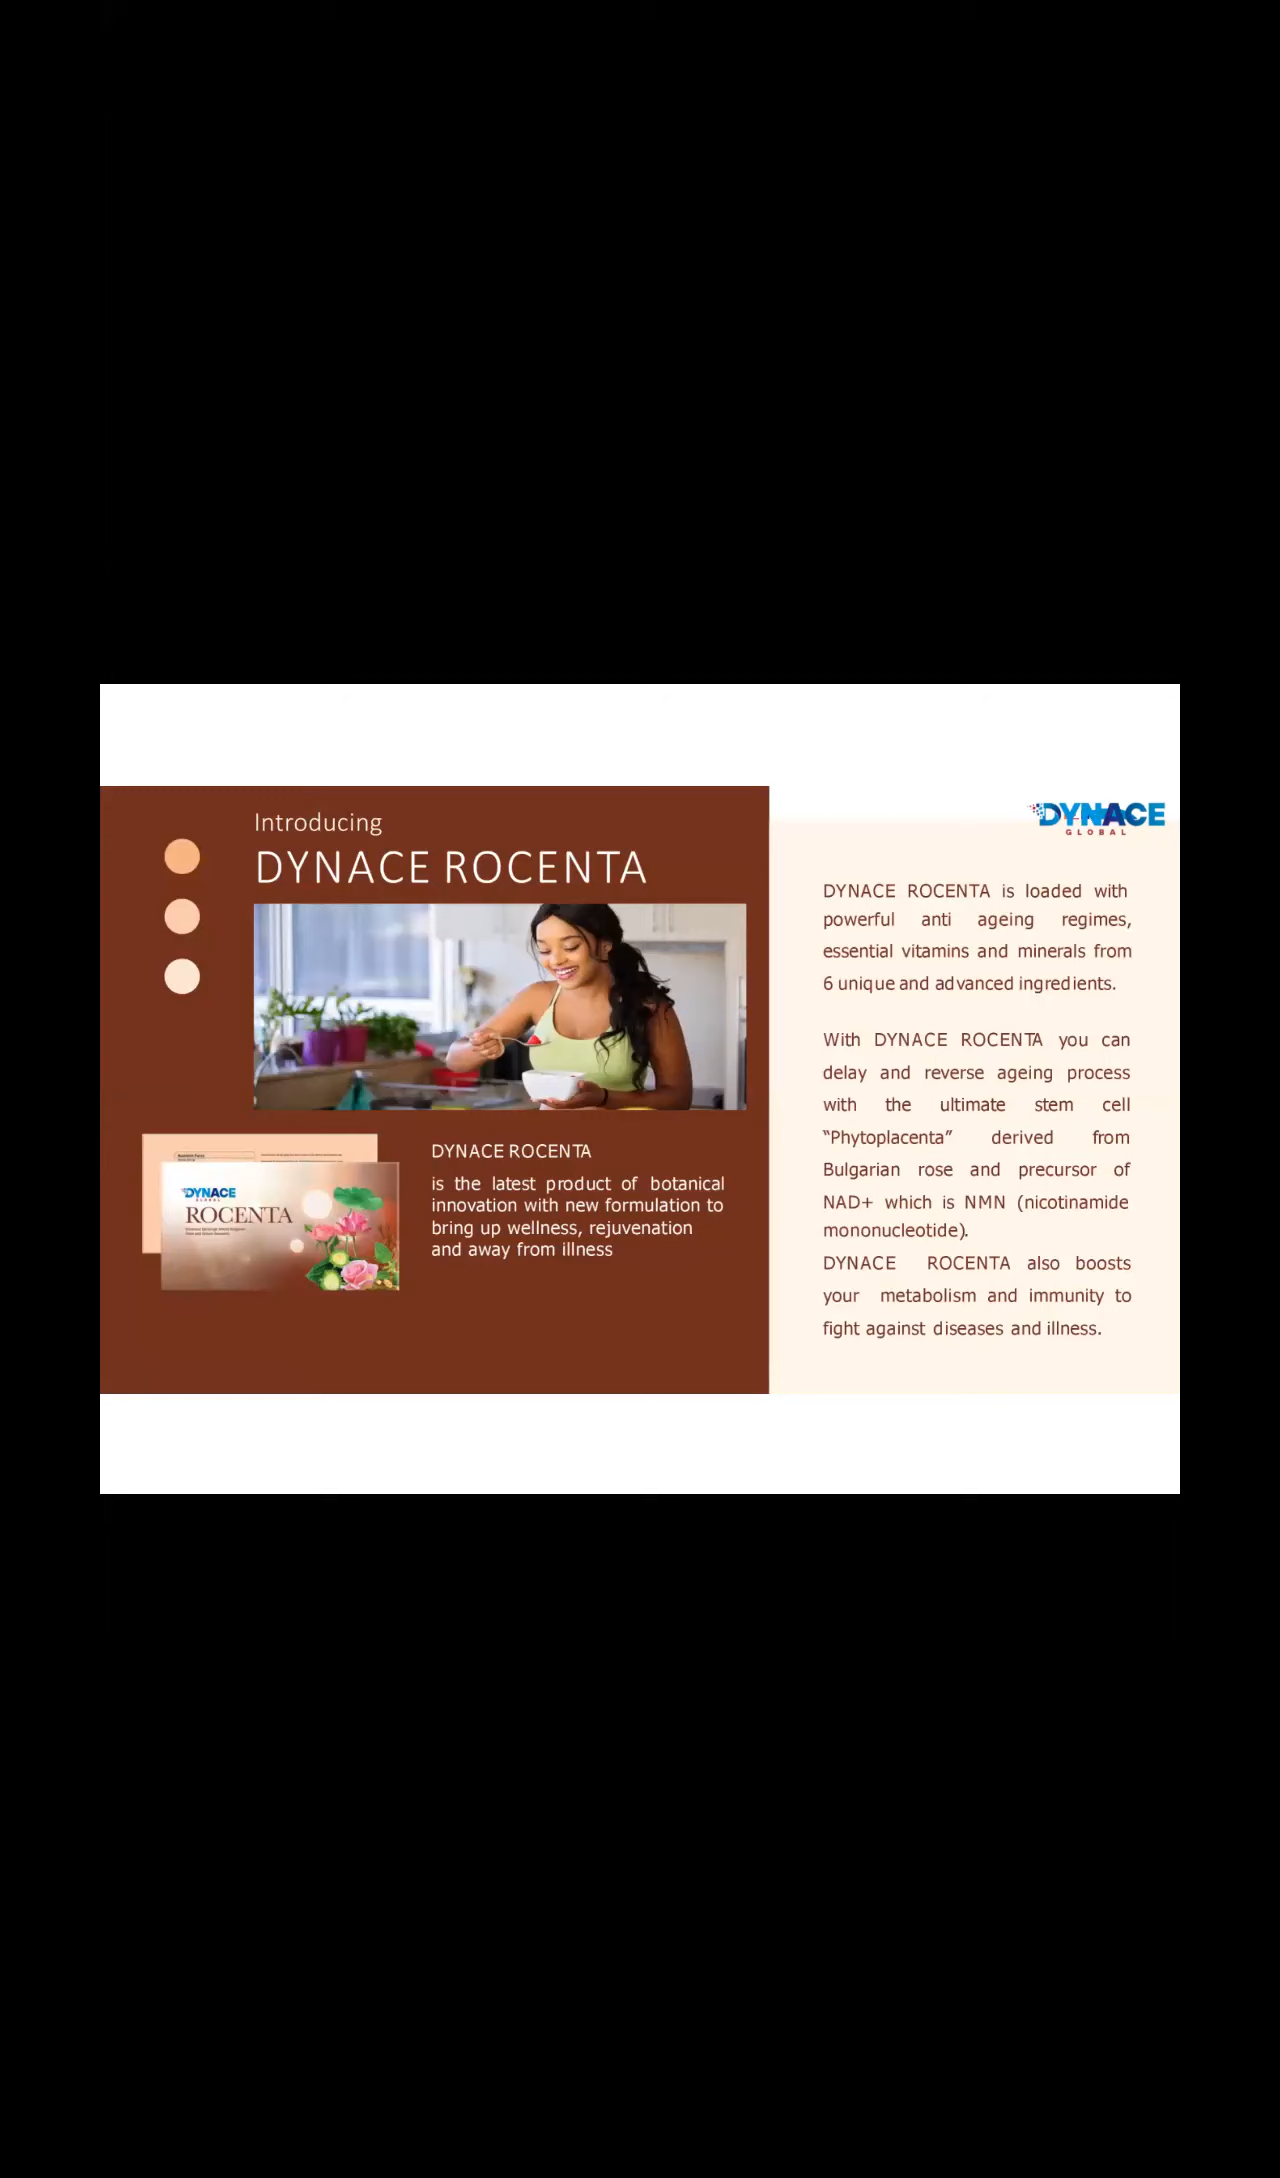 Introducing
DYNACE ROCENTA
DYNACE
GLOBAL
ROCENTA
DYNACE ROCENTA
is the latest product of botanical
innovation with new formulation to
bring up wellness, rejuvenation
and away from illness
DYNACE
GLOBAL
DYNACE ROCENTA is loaded with
powerful anti ageing regimes,
essential vitamins and minerals from
6 unique and advanced ingredients.
With DYNACE ROCENTA you can
delay and reverse ageing process
with the ultimate stem cell
“Phytoplacenta” derived from
Bulgarian rose and precursor of
NAD+ which is NMN (nicotinamide
mononucleotide).
DYNACE ROCENTA also boosts
your metabolism and immunity to
fight against diseases and illness.